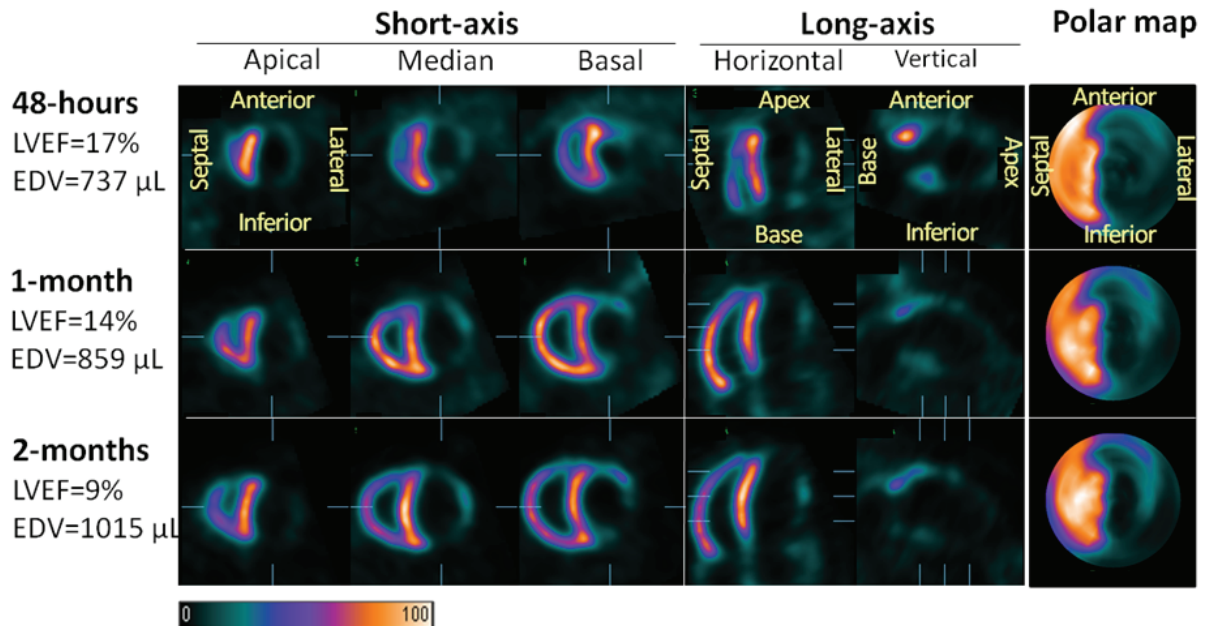 Short-axis Long-axis Polar map
Apical Median Basal Horizontal Vertical
48-hours
LVEF=17%
EDV=737 µL
Anterior
Septal
Lateral
Inferior
Apex
Septal
Lateral
Base
Anterior
Base
Apex
Inferior
Anterior
Septal
Lateral
Inferior
1-month
LVEF=14%
EDV=859 µL
2-months
LVEF=9%
EDV=1015 µL
0 100